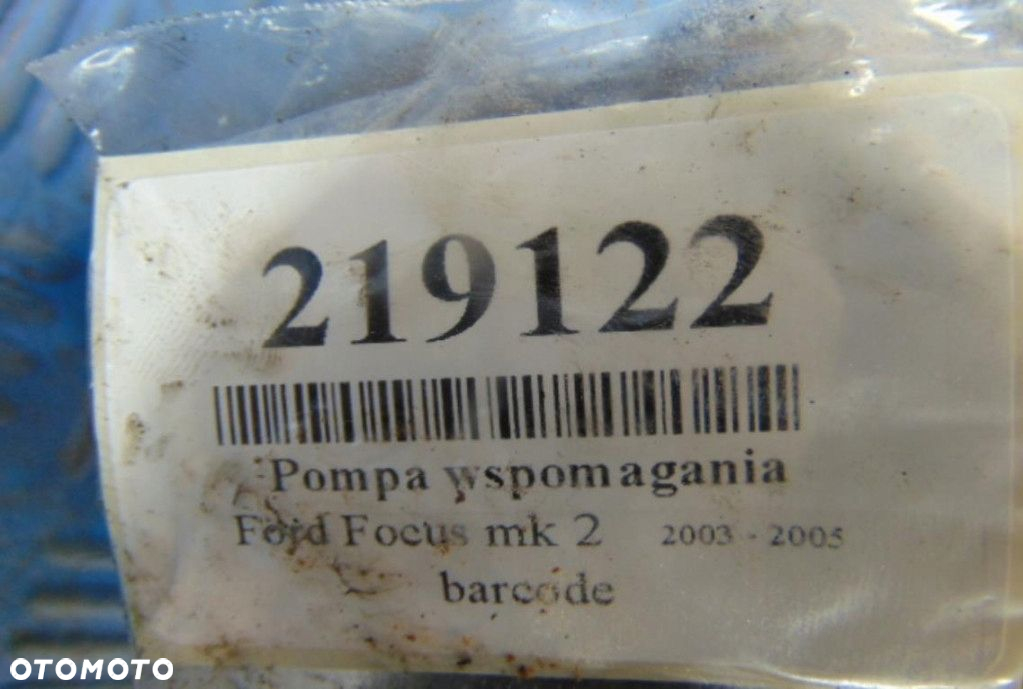 219122
Pompa wspomagania
Ford Focus mk 2 2003 - 2005
barcode
OTOMOTO